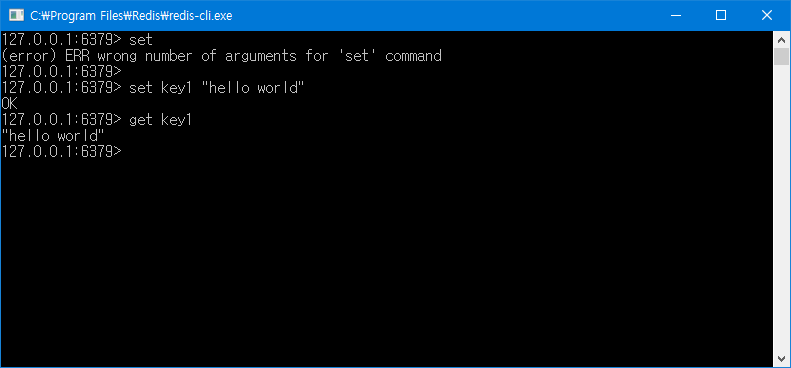 C:₩Program Files₩Redis₩redis-cli.exe
127.0.0.1:6379> set
(error) ERR wrong number of arguments for 'set' command
127.0.0.1:6379>
127.0.0.1:6379> set key1 "hello world"
OK
127.0.0.1:6379> get key1
"hello world"
127.0.0.1:6379>